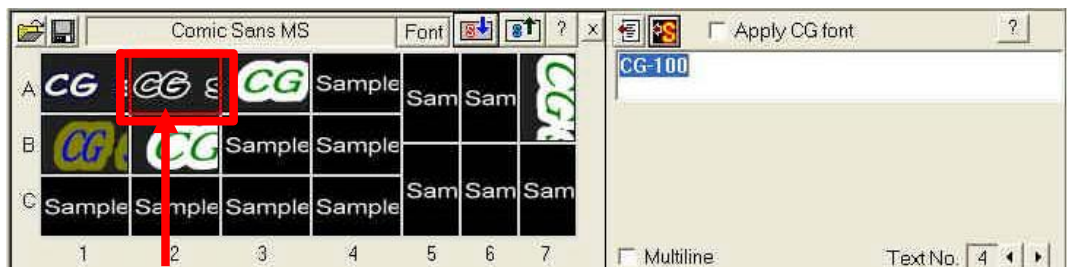 Comic Sans MS Font ? x Apply CG font ?
CG-100
A CG S CG S CG Sample Sam Sam CG
B CG CG Sample Sample
C Sample Sample Sample Sample Sam Sam Sam
1 2 3 4 5 6 7
Multiline Text No. 4